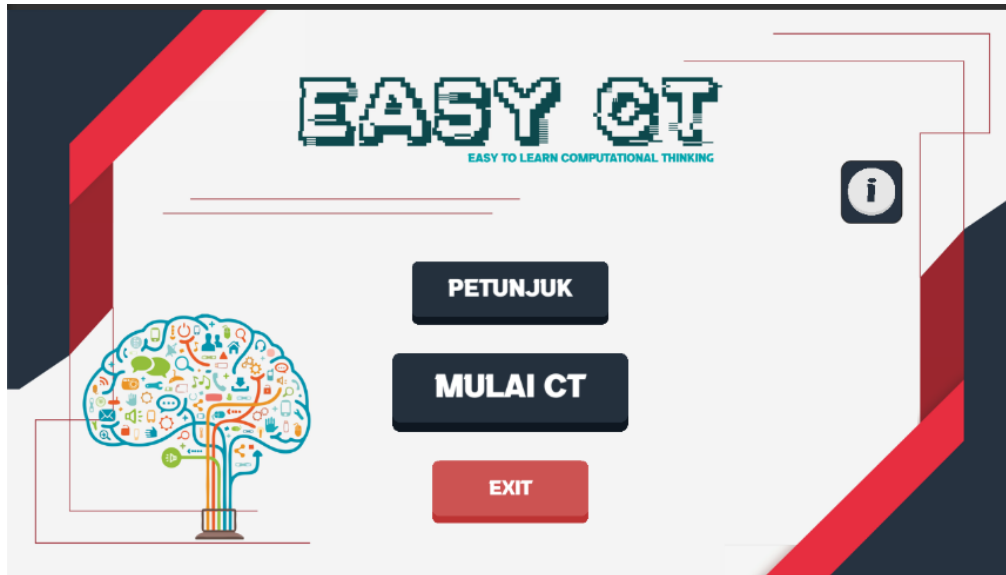 EASY CT
EASY TO LEARN COMPUTATIONAL THINKING
i
PETUNJUK
MULAI CT
EXIT